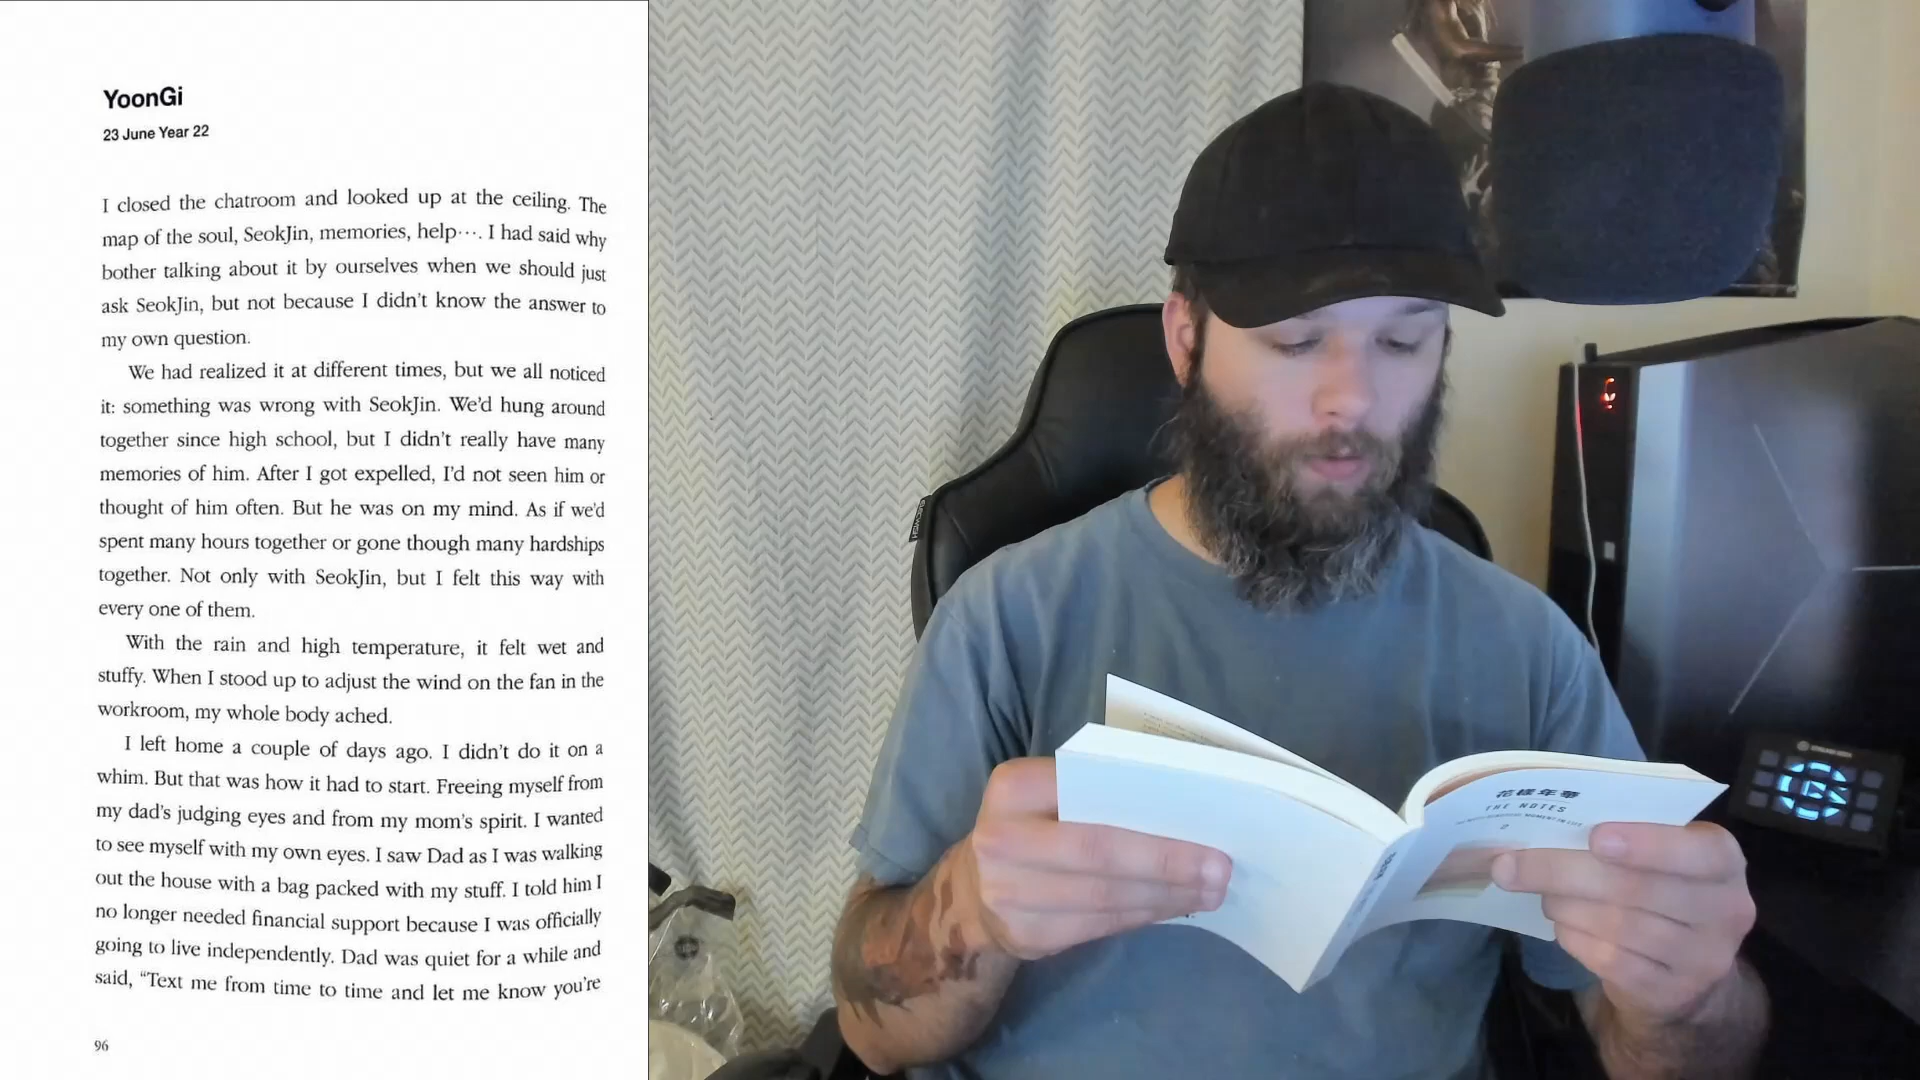 YoonGi
23 June Year 22
I closed the chatroom and looked up at the ceiling. The
map of the soul, SeokJin, memories, help···. I had said why
bother talking about it by ourselves when we should just
ask SeokJin, but not because I didn't know the answer to
my own question.
We had realized it at different times, but we all noticed
it: something was wrong with SeokJin. We'd hung around
together since high school, but I didn't really have many
memories of him. After I got expelled, I'd not seen him or
thought of him often. But he was on my mind. As if we'd
spent many hours together or gone though many hardships
together. Not only with SeokJin, but I felt this way with
every one of them.
With the rain and high temperature, it felt wet and
stuffy. When I stood up to adjust the wind on the fan in the
workroom, my whole body ached.
I left home a couple of days ago. I didn't do it on a
whim. But that was how it had to start. Freeing myself from
my dad's judging eyes and from my mom's spirit. I wanted
to see myself with my own eyes. I saw Dad as I was walking
out the house with a bag packed with my stuff. I told him I
no longer needed financial support because I was officially
going to live independently. Dad was quiet for a while and
said, “Text me from time to time and let me know you're
96
花樣年華
THE NOTES
2